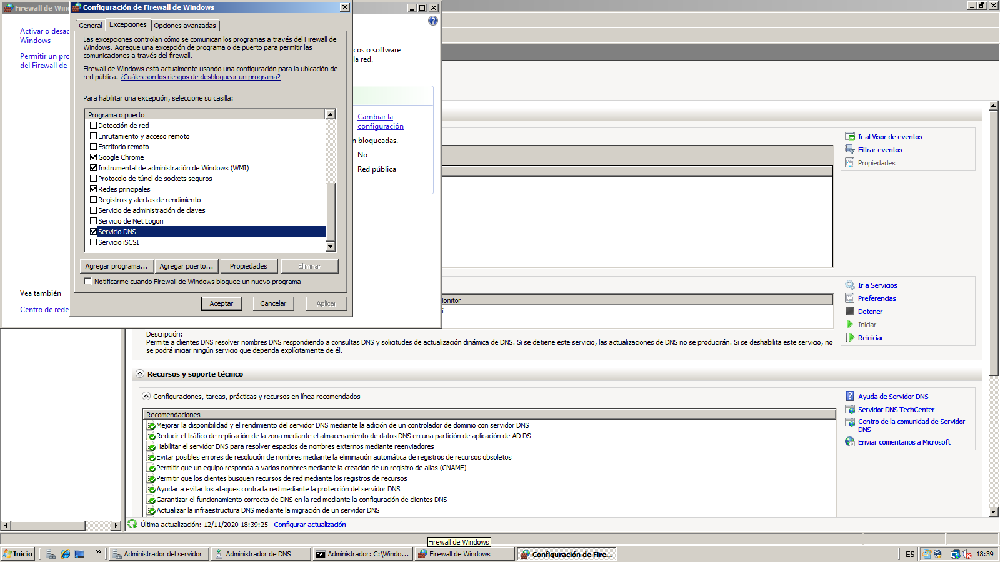 Firewall de Win
Configuración de Firewall de Windows
Activar o desac
Windows
Permitir un pro
del Firewall de
General
Excepciones
Opciones avanzadas
Las excepciones controlan cómo se comunican los programas a través del Firewall de
Windows. Agregue una excepción de programa o de puerto para permitir las
comunicaciones a través del firewall.
Firewall de Windows está actualmente usando una configuración para la ubicación de
red pública. ¿Cuáles son los riesgos de desbloquear un programa?
Para habilitar una excepción, seleccione su casilla:
Programa o puerto
Detección de red
Enrutamiento y acceso remoto
Escritorio remoto
Google Chrome
Instrumental de administración de Windows (WMI)
Protocolo de túnel de sockets seguros
Redes principales
Registros y alertas de rendimiento
Servicio de administración de claves
Servicio de Net Logon
Servicio DNS
Servicio iSCSI
Agregar programa...
Agregar puerto...
Propiedades
Eliminar
Notificarme cuando Firewall de Windows bloquee un nuevo programa
Aceptar
Cancelar
Aplicar
Vea también
Centro de rede
cos o software
la red.
Cambiar la
configuración
n bloqueadas.
No
Red pública
Ir al Visor de eventos
Filtrar eventos
Propiedades
Monitor
Ir a Servicios
Preferencias
Detener
Iniciar
Reiniciar
Descripción:
Permite a clientes DNS resolver nombres DNS respondiendo a consultas DNS y solicitudes de actualización dinámica de DNS. Si se detiene este servicio, las actualizaciones de DNS no se producirán. Si se deshabilita este servicio, no
se podrá iniciar ningún servicio que dependa explícitamente de él.
Recursos y soporte técnico
Configuraciones, tareas, prácticas y recursos en línea recomendados
Recomendaciones
Mejorar la disponibilidad y el rendimiento del servidor DNS mediante la adición de un controlador de dominio con servidor DNS
Reducir el tráfico de replicación de la zona mediante el almacenamiento de datos DNS en una partición de aplicación de AD DS
Habilitar el servidor DNS para resolver espacios de nombres externos mediante reenviadores
Evitar posibles errores de resolución de nombres mediante la eliminación automática de registros de recursos obsoletos
Permitir que un equipo responda a varios nombres mediante la creación de un registro de alias (CNAME)
Permitir que los clientes busquen recursos de red mediante los registros de recursos
Ayudar a evitar los ataques contra la red mediante la protección del servidor DNS
Garantizar el funcionamiento correcto de DNS en la red mediante la configuración de clientes DNS
Actualizar la infraestructura DNS mediante la migración de un servidor DNS
Ayuda de Servidor DNS
Servidor DNS TechCenter
Centro de la comunidad de Servidor
DNS
Enviar comentarios a Microsoft
Última actualización: 12/11/2020 18:39:25
Configurar actualización
Firewall de Windows
Inicio
»
Administrador del servidor
Administrador de DNS
Administrador: C:\Windo...
Firewall de Windows
Configuración de Fire...
ES
18:39